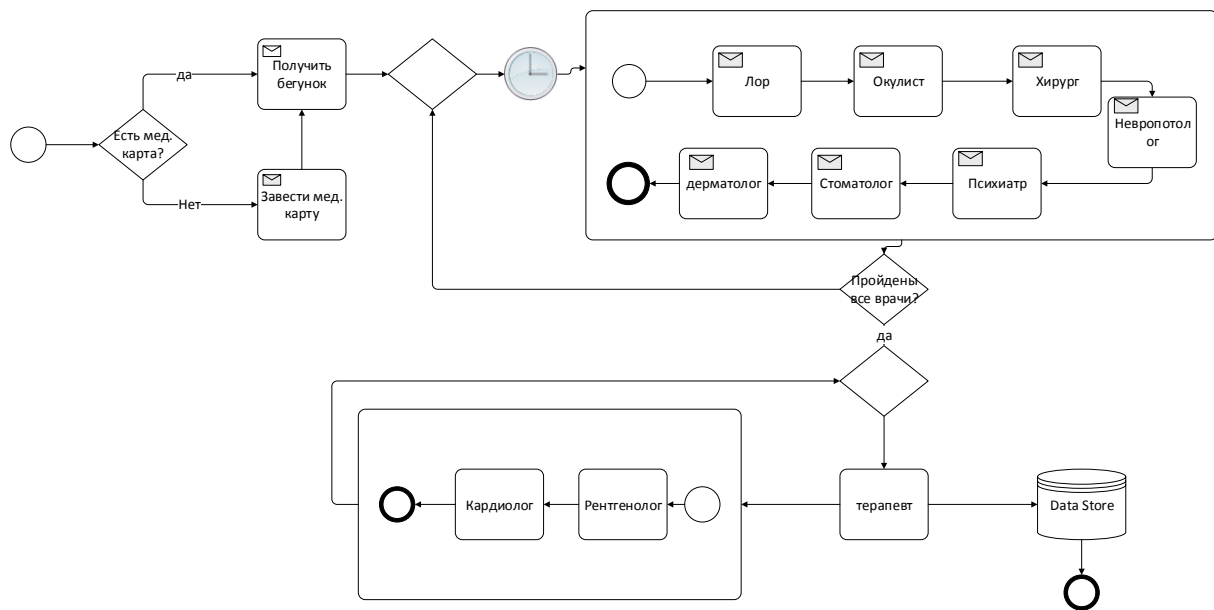 да
Получить
бегунок
Есть мед.
карта?
Нет
Завести мед.
карту
Лор
Окулист
Хирург
Невропотол
ог
дерматолог
Стоматолог
Психиатр
Пройдены
все врачи?
да
Кардиолог
Рентгенолог
терапевт
Data Store